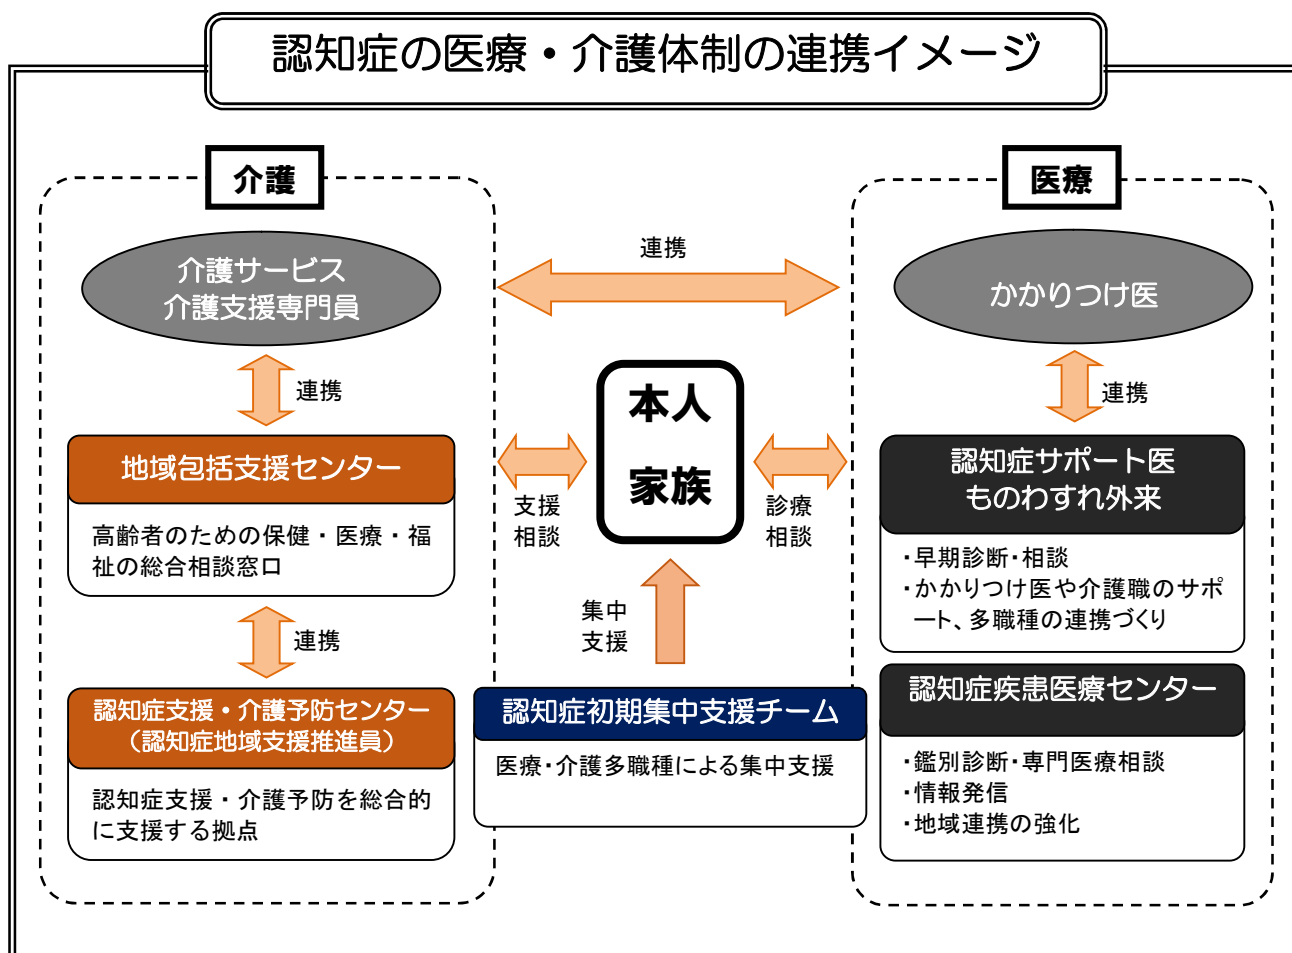 認知症の医療・介護体制の連携イメージ
介護
介護サービス
介護支援専門員
連携
地域包括支援センター
高齢者のための保健・医療・福
祉の総合相談窓口
連携
認知症支援・介護予防センター
（認知症地域支援推進員）
認知症支援・介護予防を総合的
に支援する拠点
連携
本人
家族
支援
相談
診療
相談
集中
支援
認知症初期集中支援チーム
医療・介護多職種による集中支援
医療
かかりつけ医
連携
認知症サポート医
ものわすれ外来
・早期診断・相談
・かかりつけ医や介護職のサポ
ート、多職種の連携づくり
認知症疾患医療センター
・鑑別診断・専門医療相談
・情報発信
・地域連携の強化